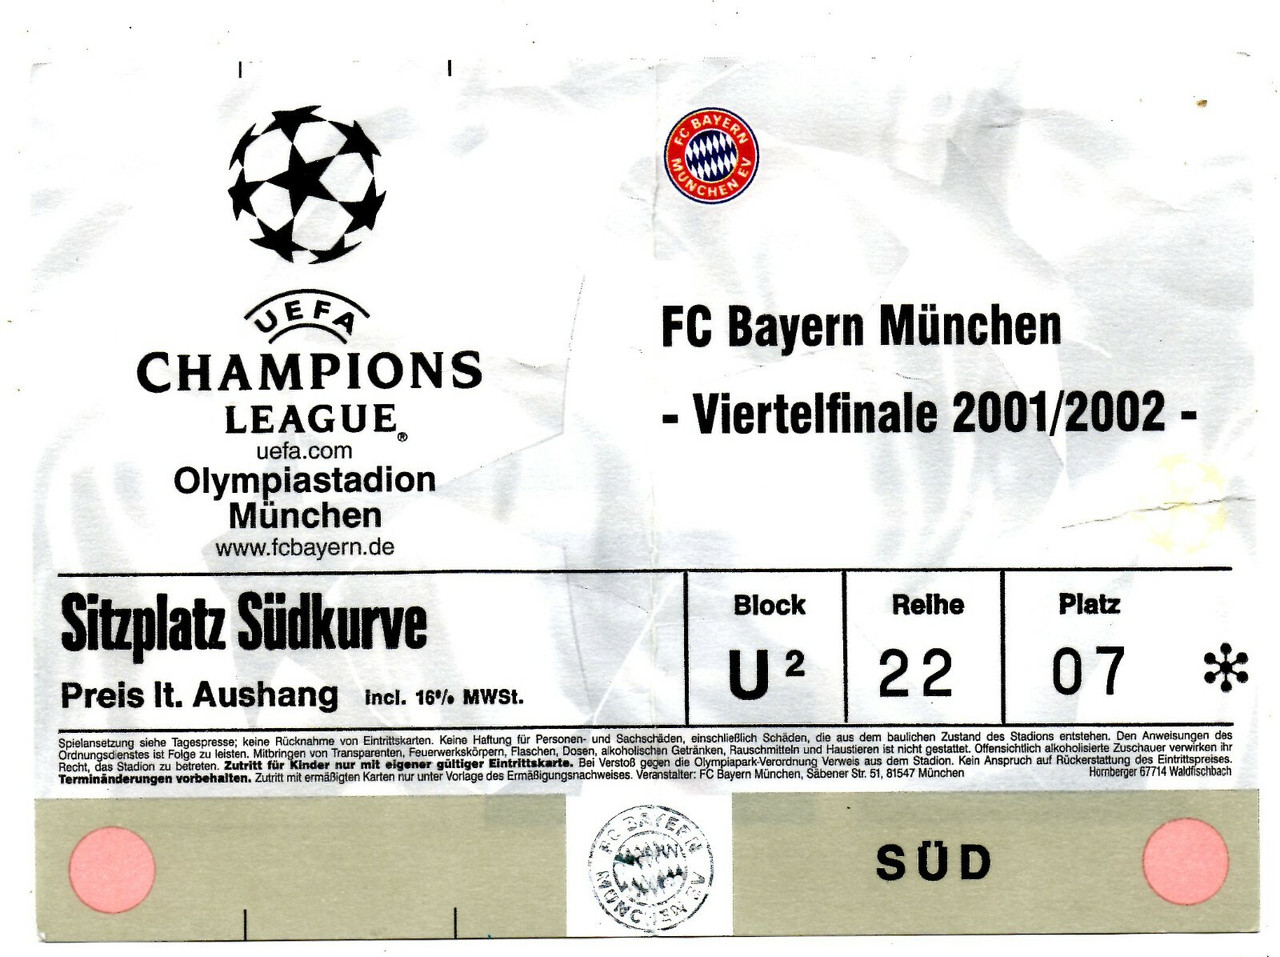 UEFA
CHAMPIONS
LEAGUE®
uefa.com
Olympiastadion
München
www.fcbayern.de
FC BAYERN MÜNCHEN EV
FC Bayern München
- Viertelfinale 2001/2002 -
Sitzplatz Südkurve
Preis lt. Aushang incl. 16% MWSt.
Block
U²
Reihe
22
Platz
07
Spielansetzung siehe Tagespresse; keine Rücknahme von Eintrittskarten. Keine Haftung für Personen- und Sachschäden, einschließlich Schäden, die aus dem baulichen Zustand des Stadions entstehen. Den Anweisungen des
Ordnungsdienstes ist Folge zu leisten. Mitbringen von Transparenten, Feuerwerkskörpern, Flaschen, Dosen, alkoholischen Getränken, Rauschmitteln und Haustieren ist nicht gestattet. Offensichtlich alkoholisierte Zuschauer verwirken ihr
Recht, das Stadion zu betreten. Zutritt für Kinder nur mit eigener gültiger Eintrittskarte. Bei Verstoß gegen die Olympiapark-Verordnung Verweis aus dem Stadion. Kein Anspruch auf Rückerstattung des Eintrittspreises.
Terminänderungen vorbehalten. Zutritt mit ermäßigten Karten nur unter Vorlage des Ermäßigungsnachweises. Veranstalter: FC Bayern München, Säbener Str. 51, 81547 München
Hornberger 67714 Waldfischbach
FC BAYERN MÜNCHEN EV
SÜD